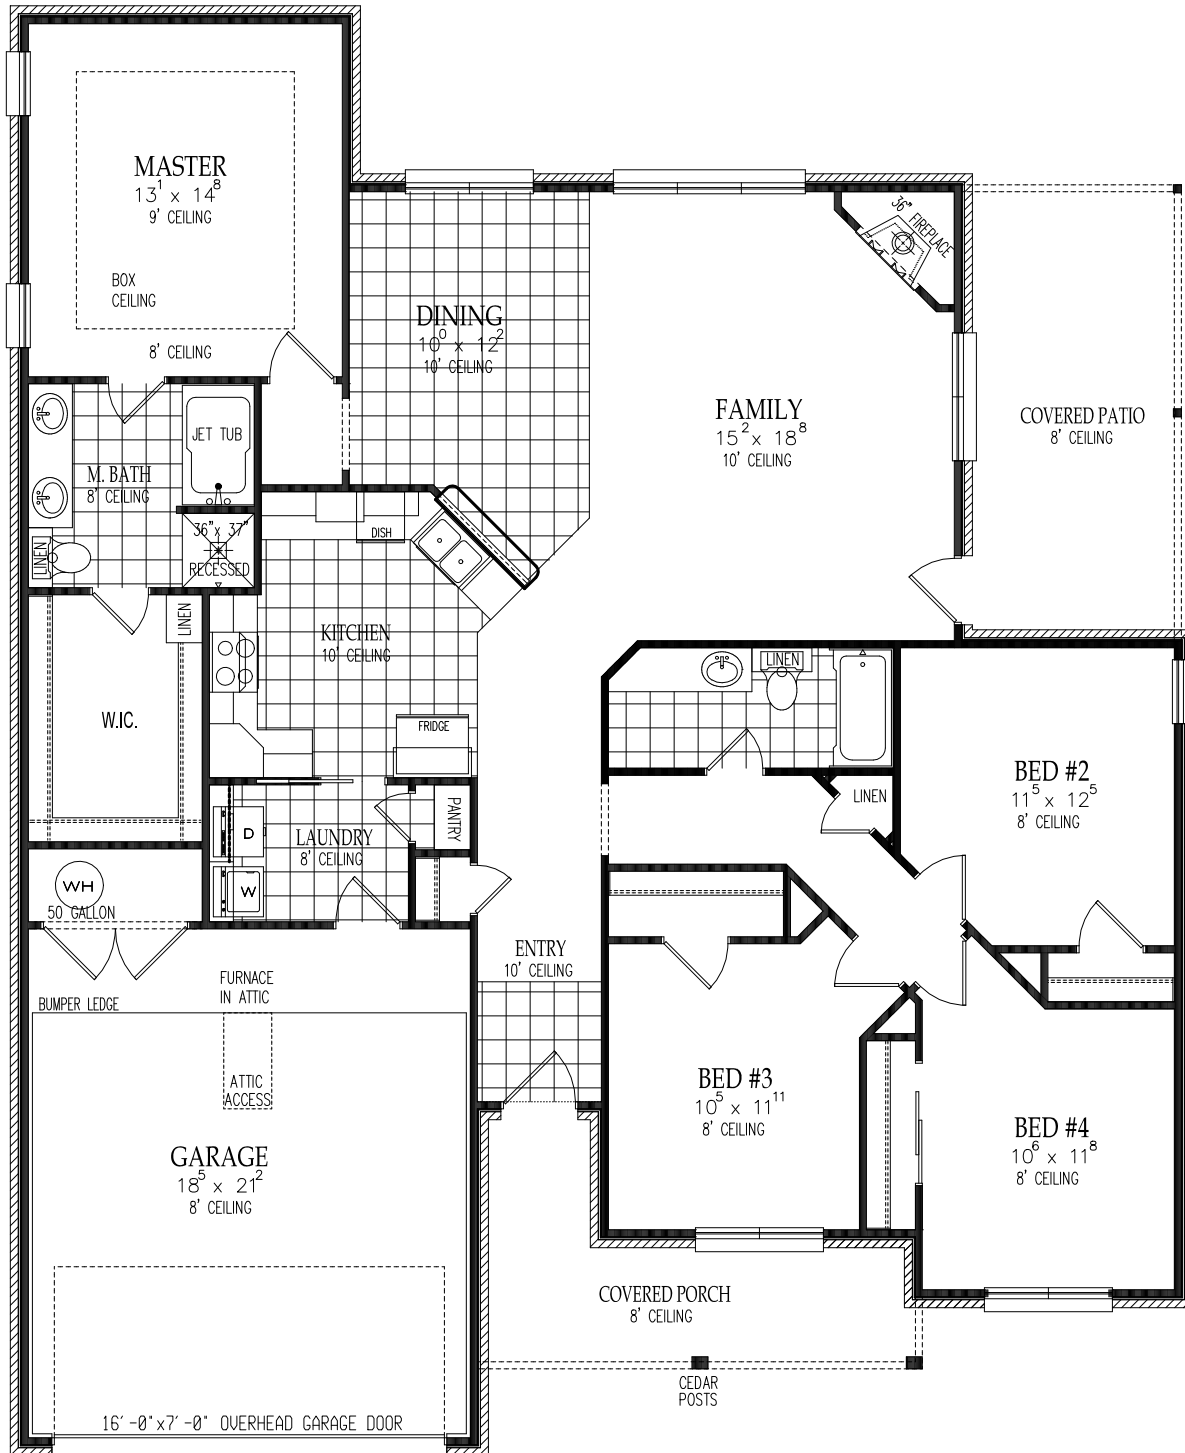 MASTER
13¹ x 14⁸
9' CEILING
BOX
CEILING
8' CEILING
36" FIREPLACE
DINING
10⁰ x 12²
10' CEILING
FAMILY
15² x 18⁸
10' CEILING
COVERED PATIO
8' CEILING
JET TUB
M. BATH
8' CEILING
36"x 37"
RECESSED
LINEN
DISH
LINEN
KITCHEN
10' CEILING
W.IC.
FRIDGE
LINEN
BED #2
11⁵ x 12⁵
8' CEILING
LINEN
PANTRY
D
LAUNDRY
8' CEILING
W
WH
50 GALLON
ENTRY
10' CEILING
FURNACE
IN ATTIC
BUMPER LEDGE
ATTIC
ACCESS
BED #3
10⁵ x 11¹¹
8' CEILING
BED #4
10⁶ x 11⁸
8' CEILING
GARAGE
18⁵ x 21²
8' CEILING
COVERED PORCH
8' CEILING
CEDAR
POSTS
16'-0"x7'-0" OVERHEAD GARAGE DOOR